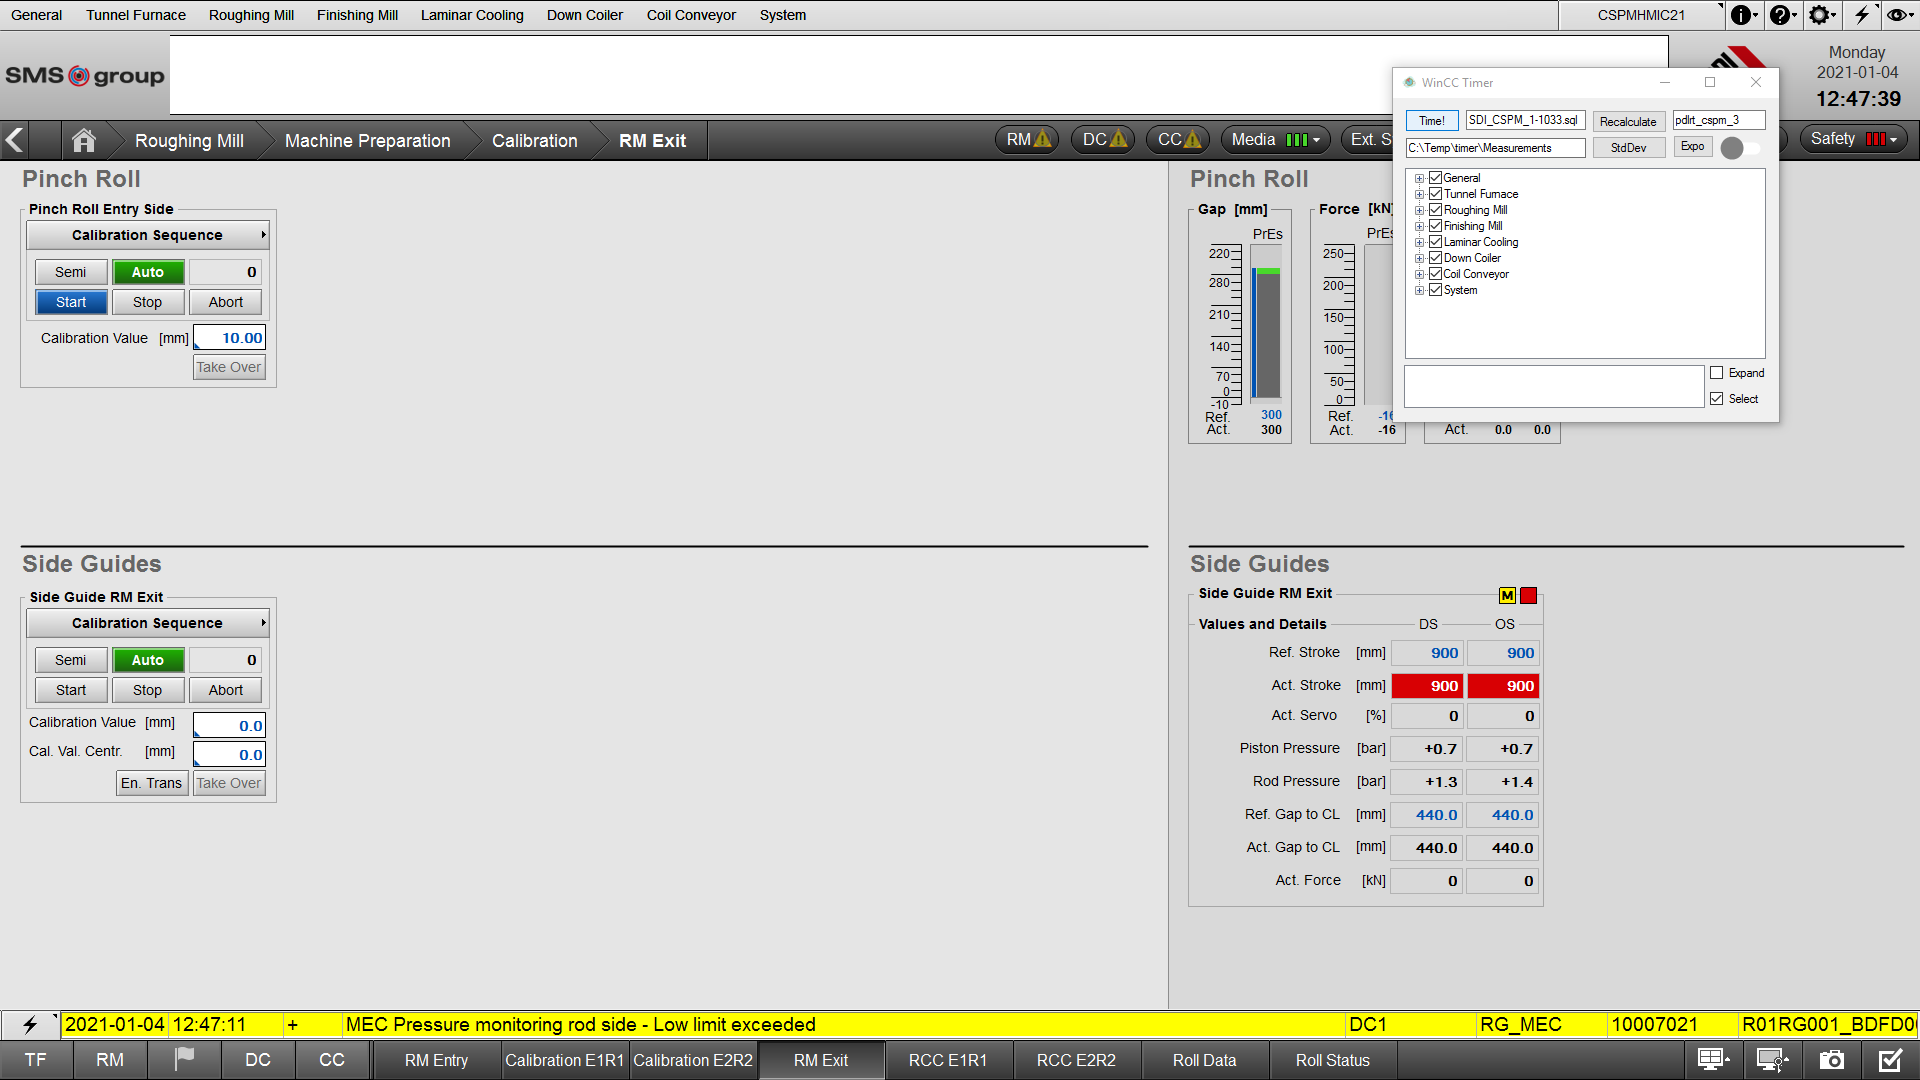 General Tunnel Furnace Roughing Mill Finishing Mill Laminar Cooling Down Coiler Coil Conveyor System CSPMHMIC21
SMS group
Monday
2021-01-04
12:47:39
Roughing Mill Machine Preparation Calibration RM Exit RM DC CC Media Ext. S Safety
WinCC Timer
Time! SDI_CSPM_1-1033.sql Recalculate pdlrt_cspm_3
C:\Temp\timer\Measurements StdDev Expo
General
Tunnel Furnace
Roughing Mill
Finishing Mill
Laminar Cooling
Down Coiler
Coil Conveyor
System
Expand
Select
Pinch Roll
Pinch Roll Entry Side
Calibration Sequence
Semi Auto 0
Start Stop Abort
Calibration Value [mm] 10.00
Take Over
Pinch Roll
Gap [mm]
PrEs
220
280
210
140
70
0
-10
Ref. 300
Act. 300
Force [kN]
PrEs
250
200
150
100
50
0
Ref. -16
Act. -16
Act. 0.0 0.0
Side Guides
Side Guide RM Exit
Calibration Sequence
Semi Auto 0
Start Stop Abort
Calibration Value [mm] 0.0
Cal. Val. Centr. [mm] 0.0
En. Trans Take Over
Side Guides
Side Guide RM Exit M
Values and Details DS OS
Ref. Stroke [mm] 900 900
Act. Stroke [mm] 900 900
Act. Servo [%] 0 0
Piston Pressure [bar] +0.7 +0.7
Rod Pressure [bar] +1.3 +1.4
Ref. Gap to CL [mm] 440.0 440.0
Act. Gap to CL [mm] 440.0 440.0
Act. Force [kN] 0 0
2021-01-04 12:47:11 + MEC Pressure monitoring rod side - Low limit exceeded DC1 RG_MEC 10007021 R01RG001_BDFD0
TF RM DC CC RM Entry Calibration E1R1 Calibration E2R2 RM Exit RCC E1R1 RCC E2R2 Roll Data Roll Status